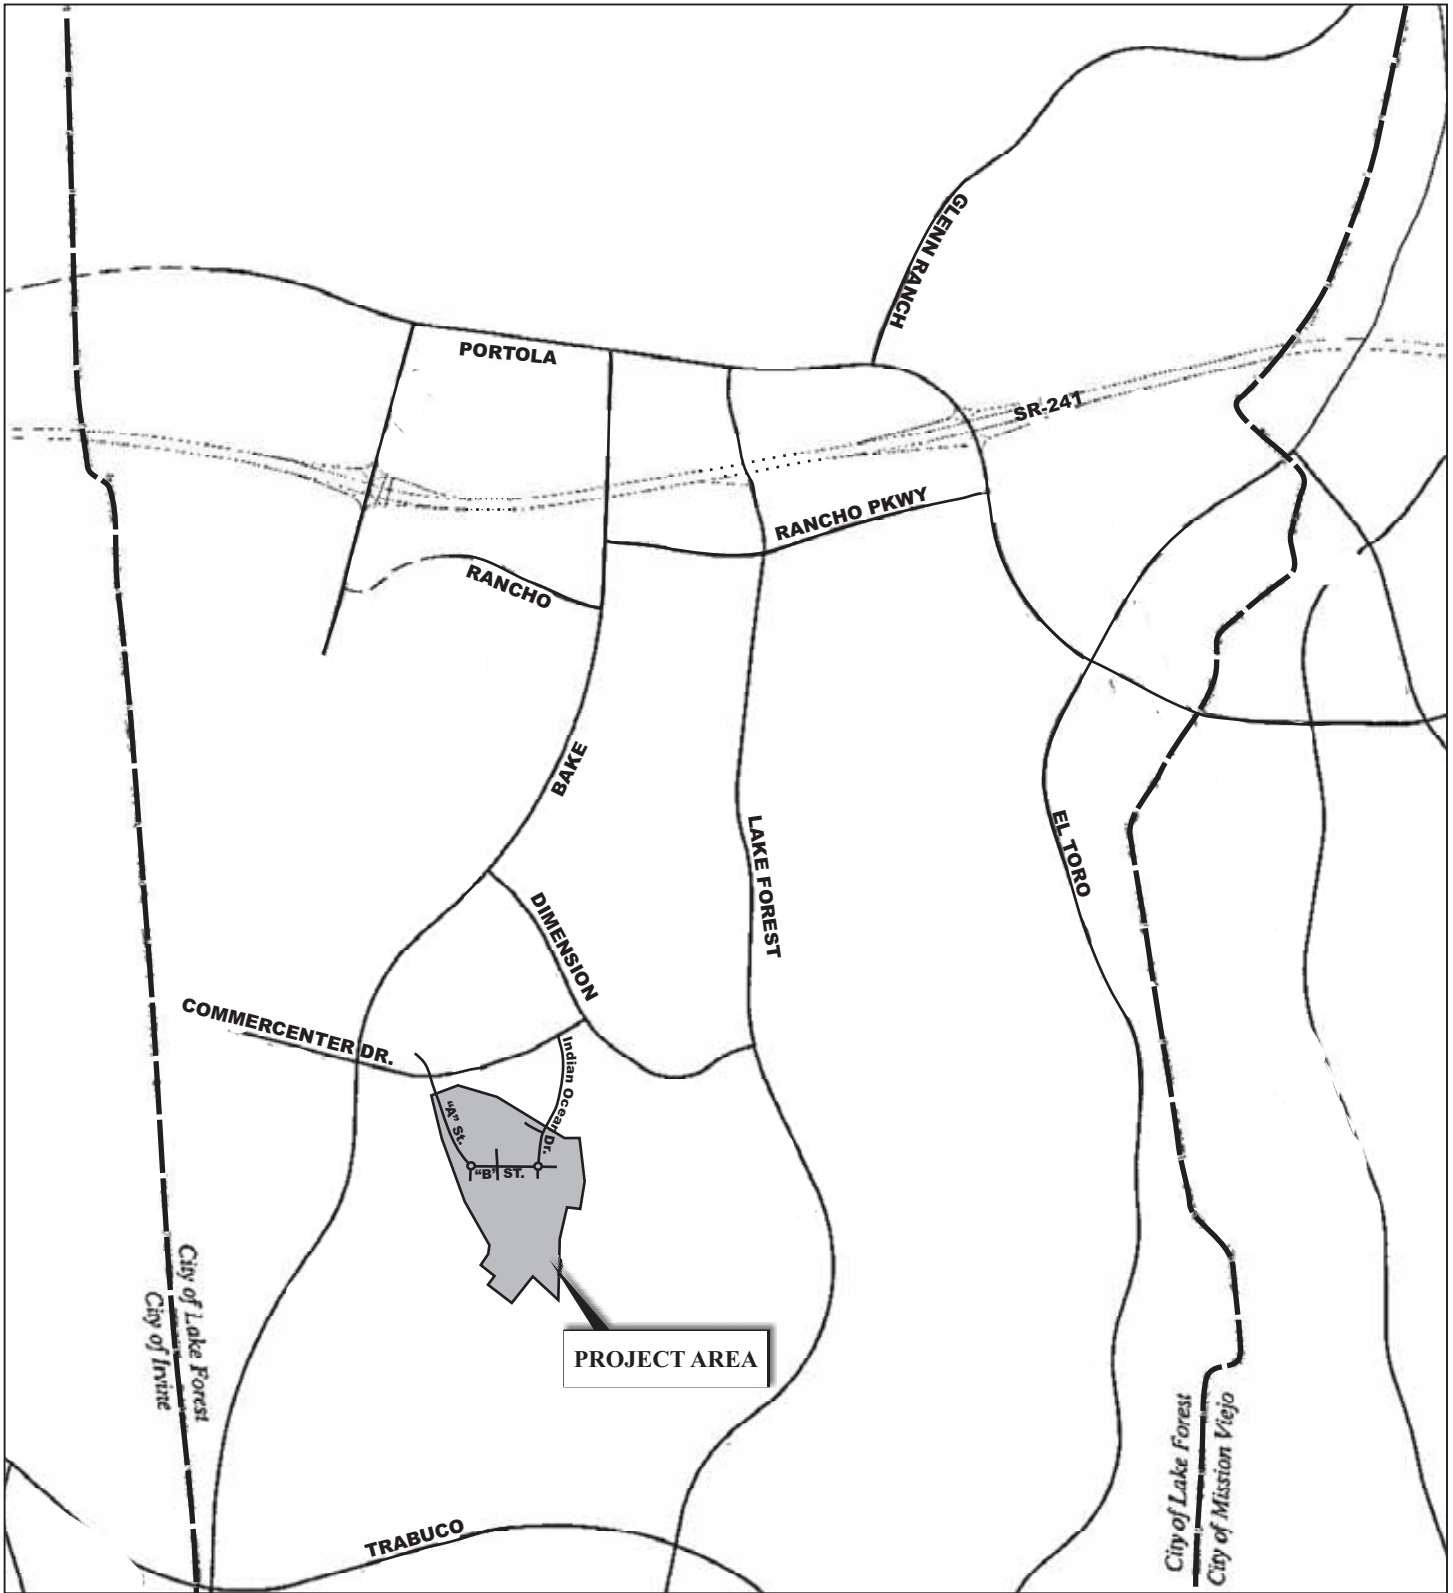 GLENN RANCH
PORTOLA
SR-241
RANCHO PKWY
RANCHO
BAKE
LAKE FOREST
EL TORO
DIMENSION
COMMERCENTER DR.
Indian Ocean Dr.
"A" St.
"B" ST.
City of Lake Forest
City of Irvine
PROJECT AREA
City of Lake Forest
City of Mission Viejo
TRABUCO